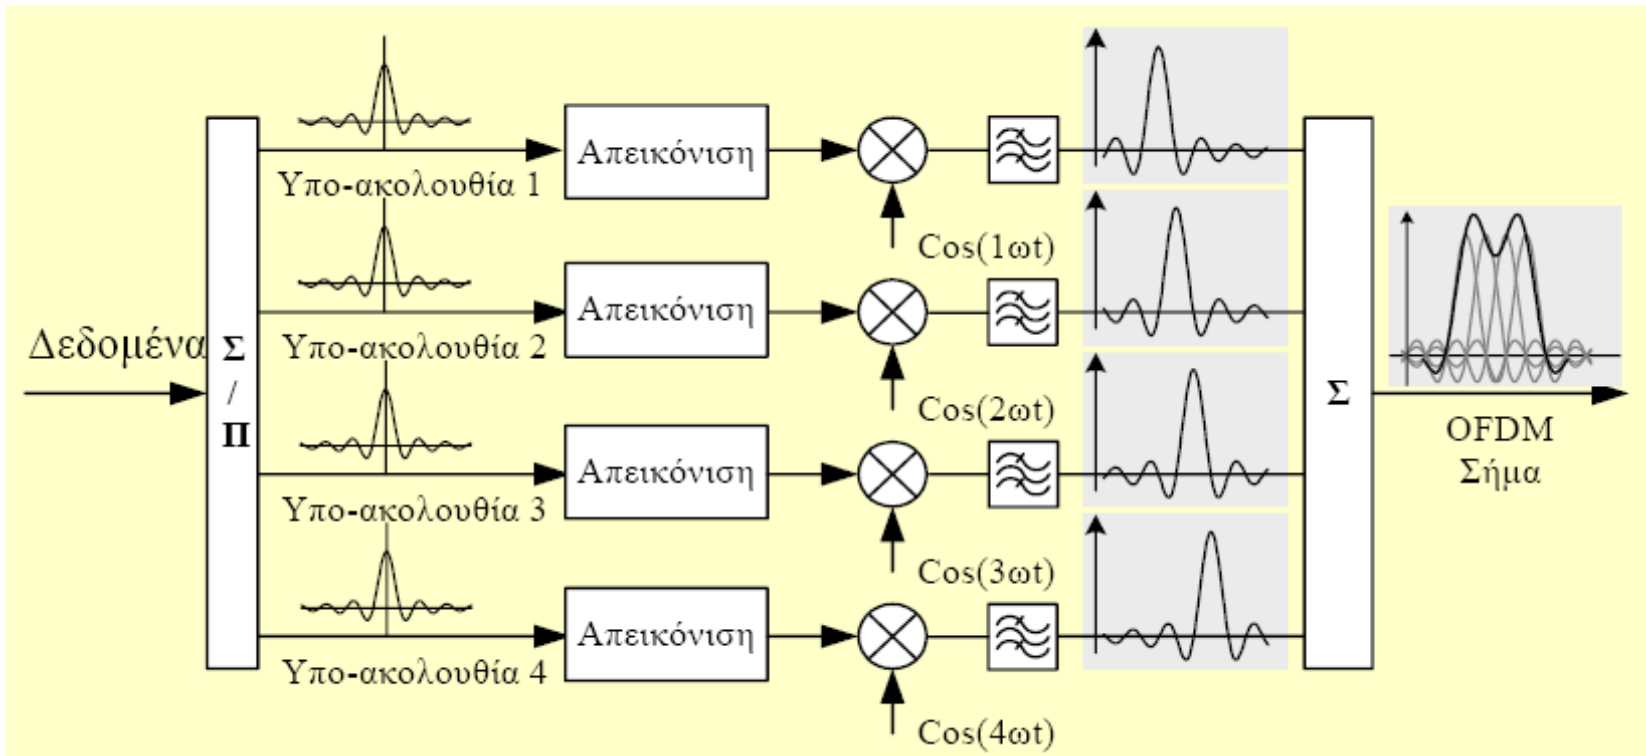 Υπο-ακολουθία 1
Απεικόνιση
Cos(1ωt)
Υπο-ακολουθία 2
Απεικόνιση
Cos(2ωt)
Δεδομένα
Σ
/
Π
Υπο-ακολουθία 3
Απεικόνιση
Cos(3ωt)
Υπο-ακολουθία 4
Απεικόνιση
Cos(4ωt)
Σ
OFDM
Σήμα